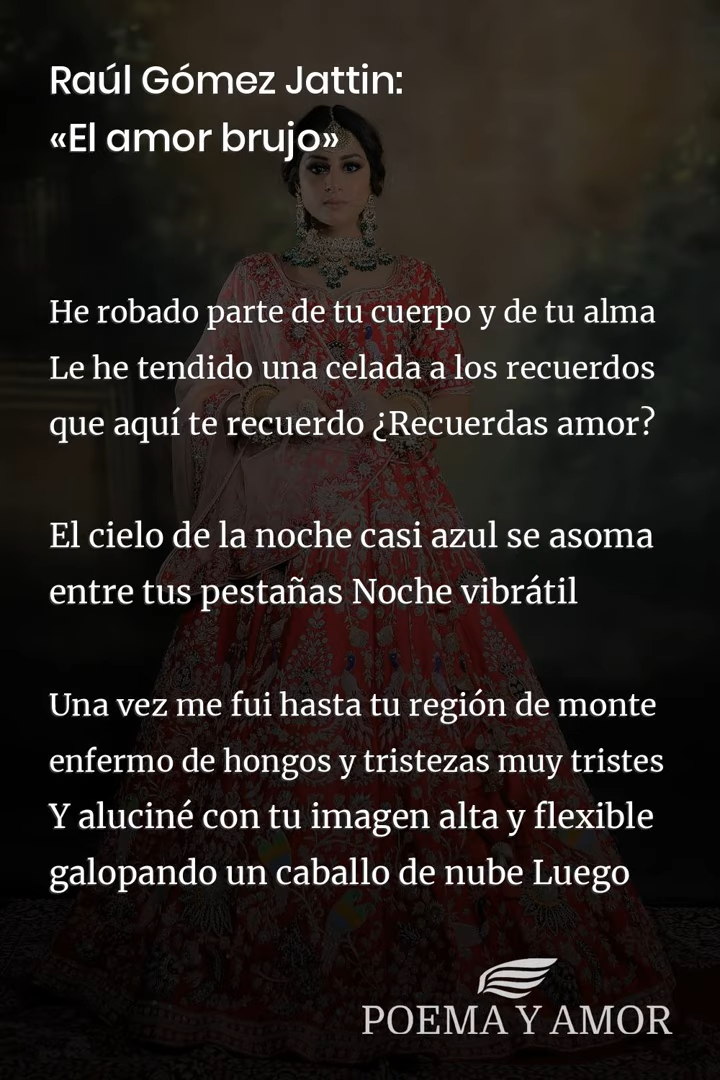 Raúl Gómez Jattin:
«El amor brujo»
He robado parte de tu cuerpo y de tu alma
Le he tendido una celada a los recuerdos
que aquí te recuerdo ¿Recuerdas amor?
El cielo de la noche casi azul se asoma
entre tus pestañas Noche vibrátil
Una vez me fui hasta tu región de monte
enfermo de hongos y tristezas muy tristes
Y aluciné con tu imagen alta y flexible
galopando un caballo de nube Luego
POEMA Y AMOR